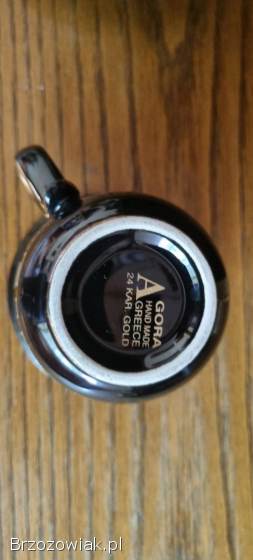 AGORA
HAND MADE
GREECE
24 KAR. GOLD
Brzozowiak.pl